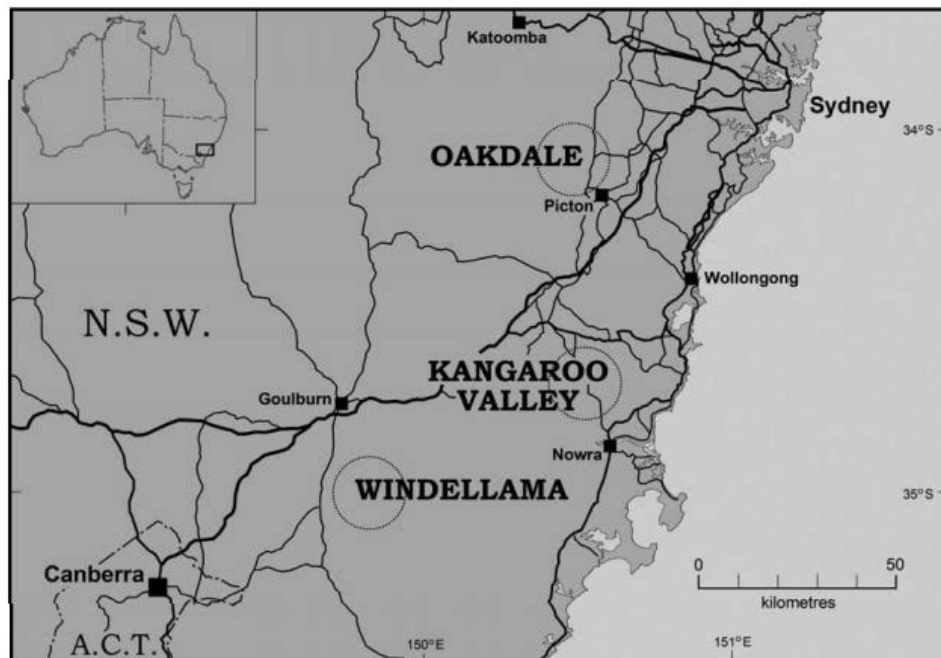 Katoomba
Sydney
34°S
OAKDALE
Picton
Wollongong
N.S.W.
KANGAROO
VALLEY
Goulburn
Nowra
WINDELLAMA
35°S
Canberra
0 50
kilometres
A.C.T.
150°E
151°E